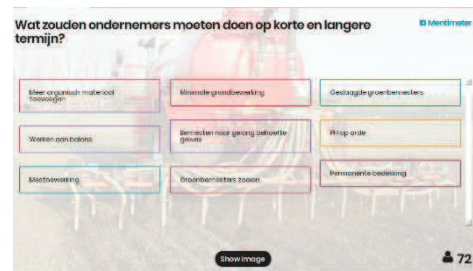 Wat zouden ondernemers moeten doen op korte en langere
termijn?
Mentimeter
Meer organisch materiaal
toevoegen
Minimale grondbewerking
Geslaagde groenbemesters
Werken aan balans
Bemesten naar gelang behoefte
gewas
PH op orde
Mestbewerking
Groenbemesters zaaien
Permanente bedekking
Show image
72